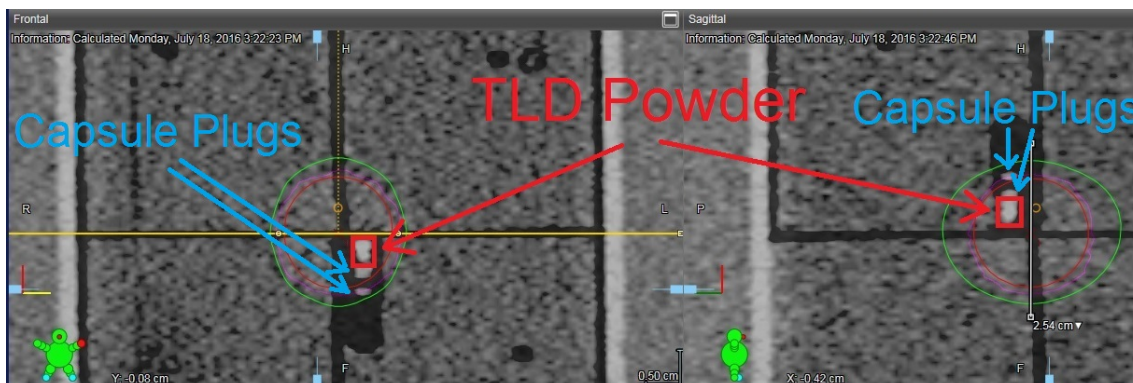 Frontal
Information: Calculated Monday, July 18, 2016 3:22:23 PM
H
R
L
F
Y: -0.08 cm
0.50 cm
Capsule Plugs
TLD Powder
Sagittal
Information: Calculated Monday, July 18, 2016 3:22:46 PM
H
Capsule Plugs
P
2.54 cm▼
F
X: -0.42 cm